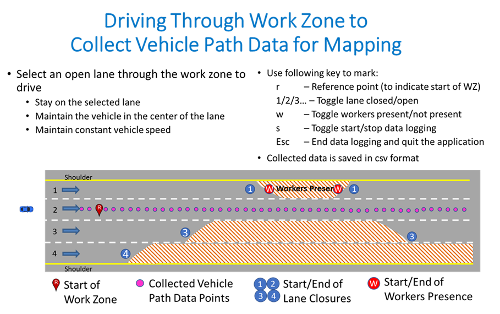 Driving Through Work Zone to
Collect Vehicle Path Data for Mapping
• Select an open lane through the work zone to
drive
• Stay on the selected lane
• Maintain the vehicle in the center of the lane
• Maintain constant vehicle speed
• Use following key to mark:
r – Reference point (to indicate start of WZ)
1/2/3... – Toggle lane closed/open
w – Toggle workers present/not present
s – Toggle start/stop data logging
Esc – End data logging and quit the application
• Collected data is saved in csv format
Shoulder
1 1 W Workers Present W 1
2 R
3 3 3
4 4
Shoulder
R Start of
Work Zone
Collected Vehicle
Path Data Points
1 2 Start/End of
3 4 Lane Closures
W Start/End of
Workers Presence